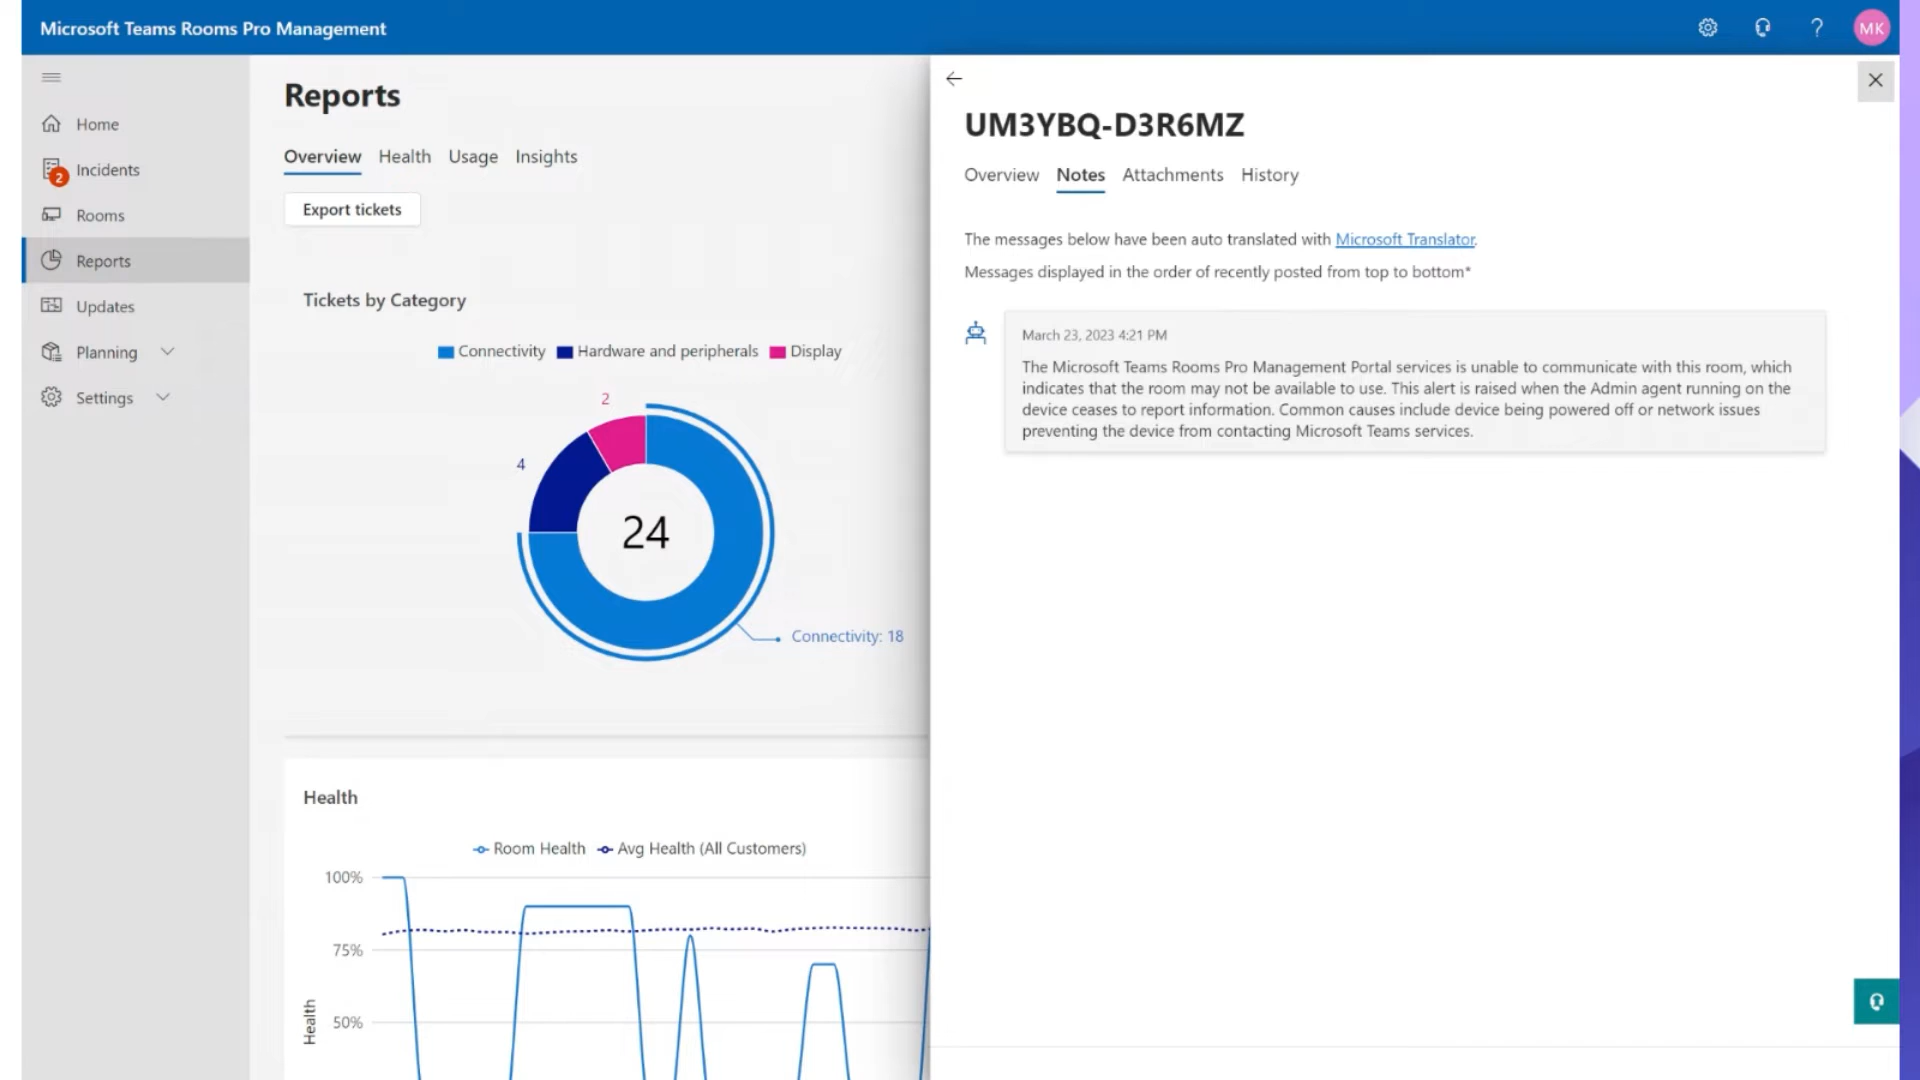 Microsoft Teams Rooms Pro Management
?
MK
Home
2
Incidents
Rooms
Reports
Updates
Planning
Settings
Reports
Overview Health Usage Insights
Export tickets
Tickets by Category
Connectivity Hardware and peripherals Display
2
4
24
Connectivity: 18
Health
Room Health Avg Health (All Customers)
100%
75%
50%
Health
UM3YBQ-D3R6MZ
Overview Notes Attachments History
The messages below have been auto translated with Microsoft Translator.
Messages displayed in the order of recently posted from top to bottom*
March 23, 2023 4:21 PM
The Microsoft Teams Rooms Pro Management Portal services is unable to communicate with this room, which
indicates that the room may not be available to use. This alert is raised when the Admin agent running on the
device ceases to report information. Common causes include device being powered off or network issues
preventing the device from contacting Microsoft Teams services.